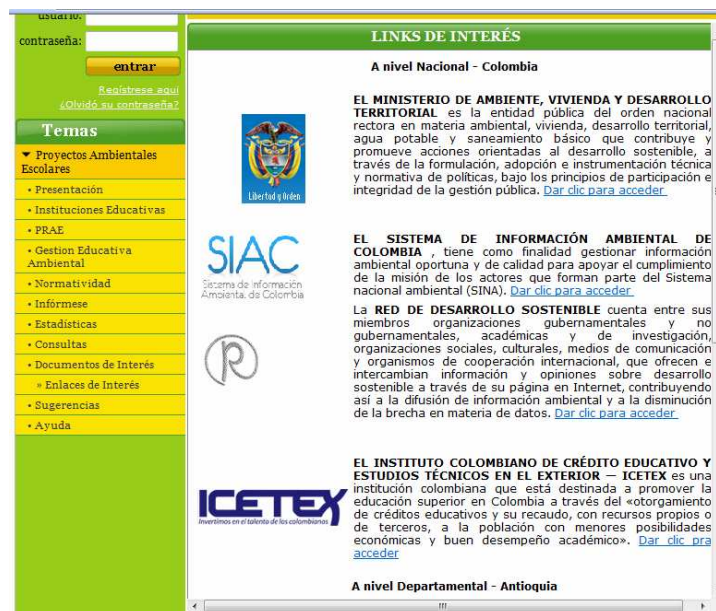 usuario:
contraseña:
entrar
Regístrese aquí
¿Olvidó su contraseña?
Temas
▼ Proyectos Ambientales
Escolares
• Presentación
• Instituciones Educativas
• PRAE
• Gestion Educativa
Ambiental
• Normatividad
• Infórmese
• Estadísticas
• Consultas
• Documentos de Interés
» Enlaces de Interés
• Sugerencias
• Ayuda
LINKS DE INTERÉS
A nivel Nacional - Colombia
Libertad y Orden
EL MINISTERIO DE AMBIENTE, VIVIENDA Y DESARROLLO
TERRITORIAL es la entidad pública del orden nacional
rectora en materia ambiental, vivienda, desarrollo territorial,
agua potable y saneamiento básico que contribuye y
promueve acciones orientadas al desarrollo sostenible, a
través de la formulación, adopción e instrumentación técnica
y normativa de políticas, bajo los principios de participación e
integridad de la gestión pública. Dar clic para acceder
SIAC
Sistema de Información
Ambiental de Colombia
EL SISTEMA DE INFORMACIÓN AMBIENTAL DE
COLOMBIA , tiene como finalidad gestionar información
ambiental oportuna y de calidad para apoyar el cumplimiento
de la misión de los actores que forman parte del Sistema
nacional ambiental (SINA). Dar clic para acceder
R
La RED DE DESARROLLO SOSTENIBLE cuenta entre sus
miembros organizaciones gubernamentales y no
gubernamentales, académicas y de investigación,
organizaciones sociales, culturales, medios de comunicación
y organismos de cooperación internacional, que ofrecen e
intercambian información y opiniones sobre desarrollo
sostenible a través de su página en Internet, contribuyendo
así a la difusión de información ambiental y a la disminución
de la brecha en materia de datos. Dar clic para acceder
ICETEX
Invertimos en el talento de los colombianos
EL INSTITUTO COLOMBIANO DE CRÉDITO EDUCATIVO Y
ESTUDIOS TÉCNICOS EN EL EXTERIOR — ICETEX es una
institución colombiana que está destinada a promover la
educación superior en Colombia a través del «otorgamiento
de créditos educativos y su recaudo, con recursos propios o
de terceros, a la población con menores posibilidades
económicas y buen desempeño académico». Dar clic pra
acceder
A nivel Departamental - Antioquia